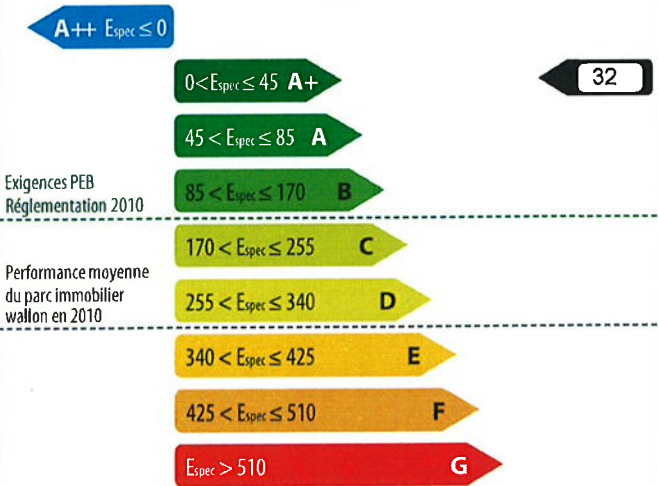 A++ Espec ≤ 0
0<Espec ≤ 45 A+
32
45 < Espec ≤ 85 A
Exigences PEB
Réglementation 2010
85 < Espec ≤ 170 B
170 < Espec ≤ 255 C
Performance moyenne
du parc immobilier
wallon en 2010
255 < Espec ≤ 340 D
340 < Espec ≤ 425 E
425 < Espec ≤ 510 F
Espec > 510 G